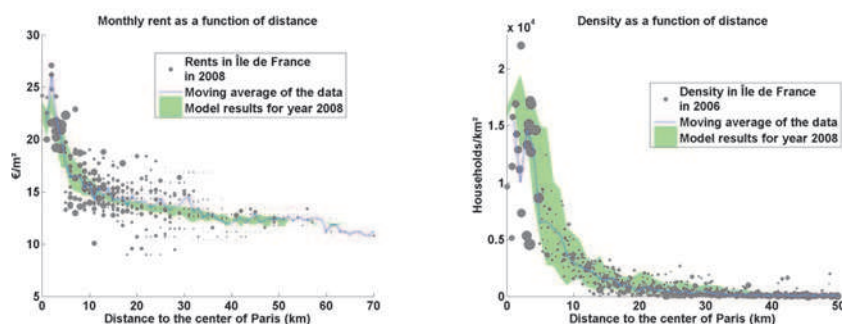 Monthly rent as a function of distance
30
25
20
15
10
5
€/m²
Rents in Île de France
in 2008
Moving average of the data
Model results for year 2008
0 10 20 30 40 50 60 70
Distance to the center of Paris (km)
Density as a function of distance
x 10⁴
2.5
2
1.5
1
0.5
0
Households/km²
Density in Île de France
in 2006
Moving average of the data
Model results for year 2008
0 10 20 30 40 50
Distance to the center of Paris (km)